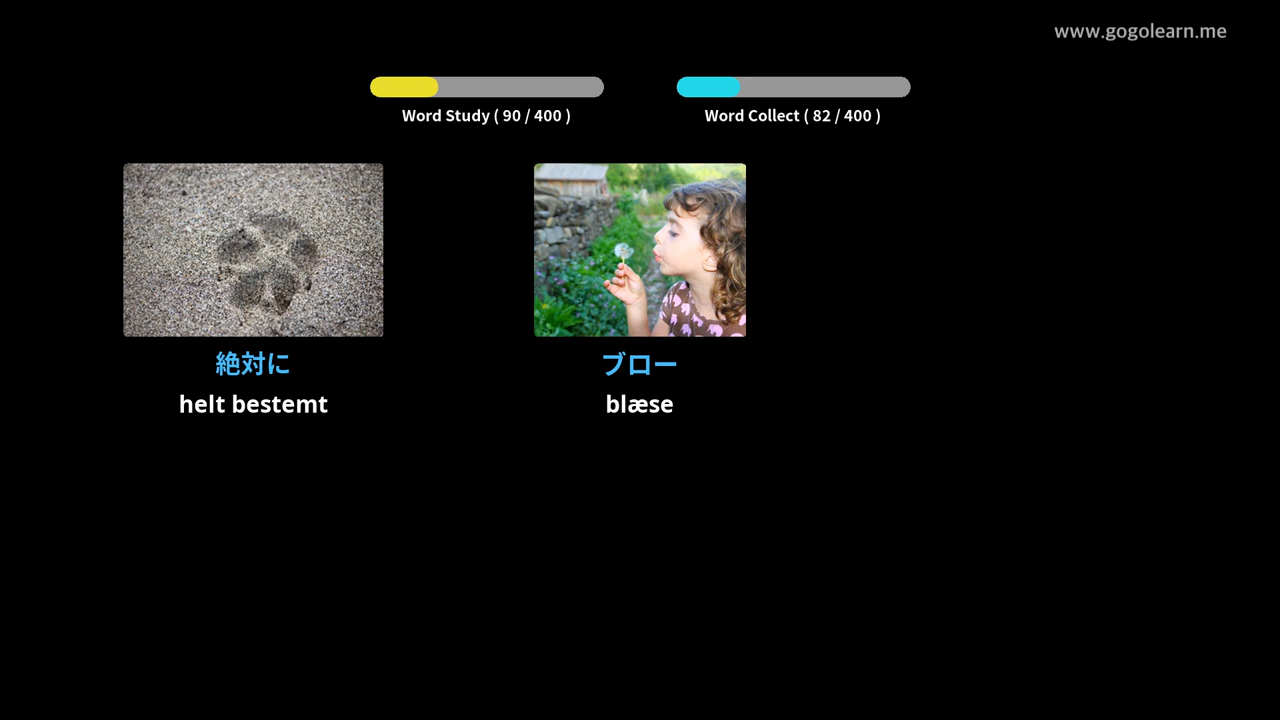 www.gogolearn.me
Word Study ( 90 / 400 )
Word Collect ( 82 / 400 )
絶対に
helt bestemt
ブロー
blæse